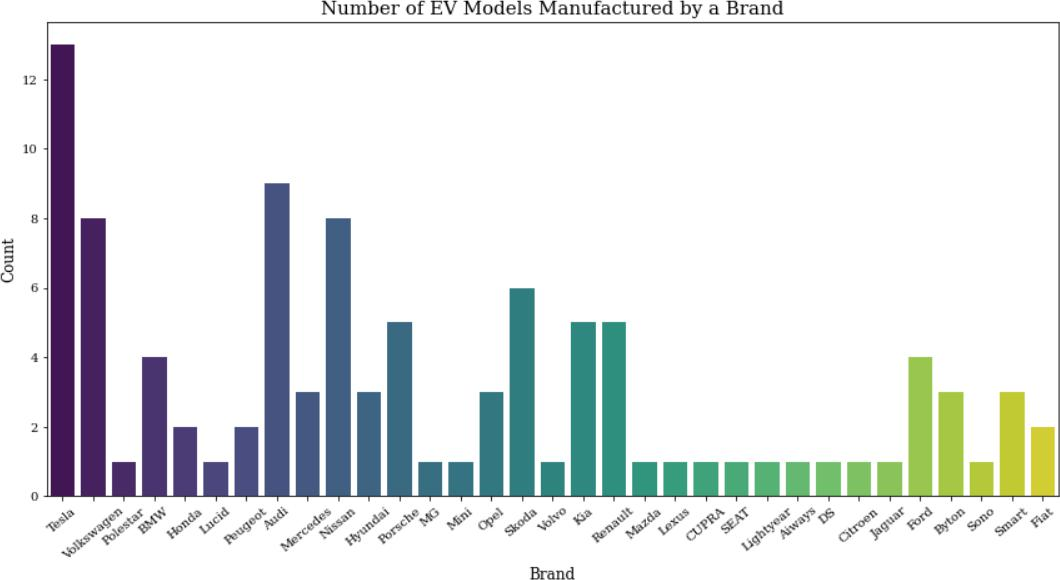 Number of EV Models Manufactured by a Brand
Count
12
10
8
6
4
2
0
Tesla
Volkswagen
Polestar
BMW
Honda
Lucid
Peugeot
Audi
Mercedes
Nissan
Hyundai
Porsche
MG
Mini
Opel
Skoda
Volvo
Kia
Renault
Mazda
Lexus
CUPRA
SEAT
Lightyear
Aiways
DS
Citroen
Jaguar
Ford
Byton
Sono
Smart
Fiat
Brand